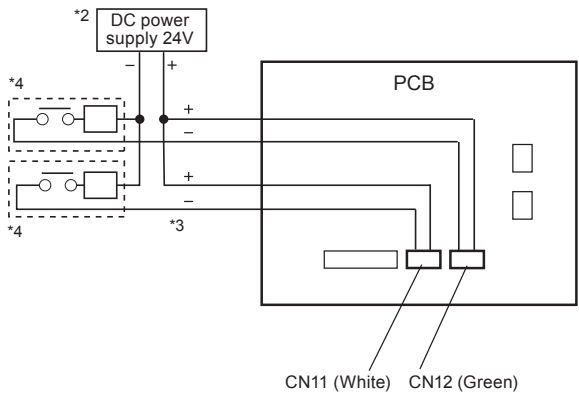 *2
DC power
supply 24V
– +
PCB
*4
+
–
+
–
*4
*3
CN11 (White) CN12 (Green)